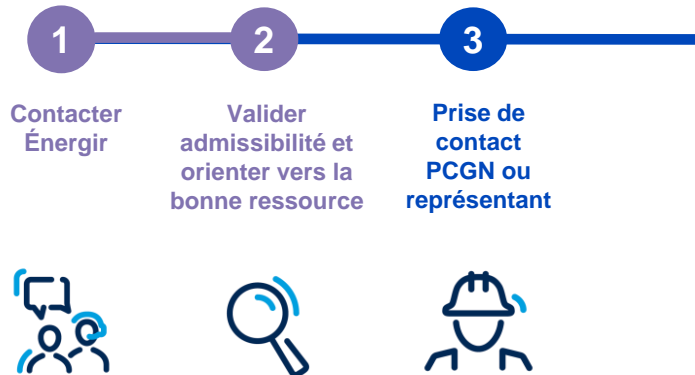 1 2 3
Contacter
Énergir
Valider
admissibilité et
orienter vers la
bonne ressource
Prise de
contact
PCGN ou
représentant